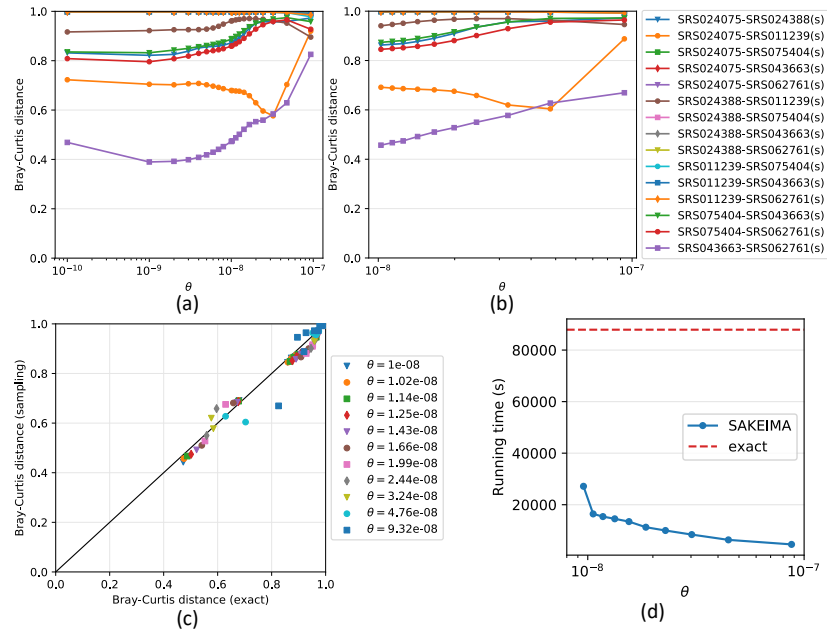 1.0
0.8
0.6
0.4
0.2
0.0
Bray-Curtis distance
10⁻¹⁰
10⁻⁹
10⁻⁸
10⁻⁷
θ
(a)
1.0
0.8
0.6
0.4
0.2
0.0
Bray-Curtis distance
10⁻⁸
10⁻⁷
θ
(b)
SRS024075-SRS024388(s)
SRS024075-SRS011239(s)
SRS024075-SRS075404(s)
SRS024075-SRS043663(s)
SRS024075-SRS062761(s)
SRS024388-SRS011239(s)
SRS024388-SRS075404(s)
SRS024388-SRS043663(s)
SRS024388-SRS062761(s)
SRS011239-SRS075404(s)
SRS011239-SRS043663(s)
SRS011239-SRS062761(s)
SRS075404-SRS043663(s)
SRS075404-SRS062761(s)
SRS043663-SRS062761(s)
1.0
0.8
0.6
0.4
0.2
0.0
Bray-Curtis distance (sampling)
0.0
0.2
0.4
0.6
0.8
1.0
Bray-Curtis distance (exact)
(c)
θ = 1e-08
θ = 1.02e-08
θ = 1.14e-08
θ = 1.25e-08
θ = 1.43e-08
θ = 1.66e-08
θ = 1.99e-08
θ = 2.44e-08
θ = 3.24e-08
θ = 4.76e-08
θ = 9.32e-08
80000
60000
40000
20000
Running time (s)
SAKEIMA
exact
10⁻⁸
10⁻⁷
θ
(d)